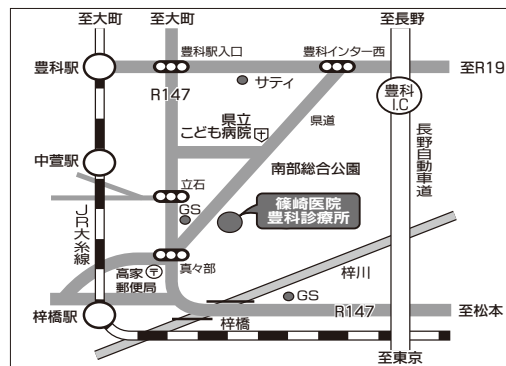 至大町
至大町
至長野
豊科駅入口
豊科インター西
豊科駅
至R19
サティ
R147
豊科
I.C
県立
こども病院
県道
中萱駅
南部総合公園
長野自動車道
立石
篠崎医院
豊科診療所
GS
JR大糸線
真々部
高家
郵便局
〒
梓川
GS
梓橋駅
R147
至松本
梓橋
至東京